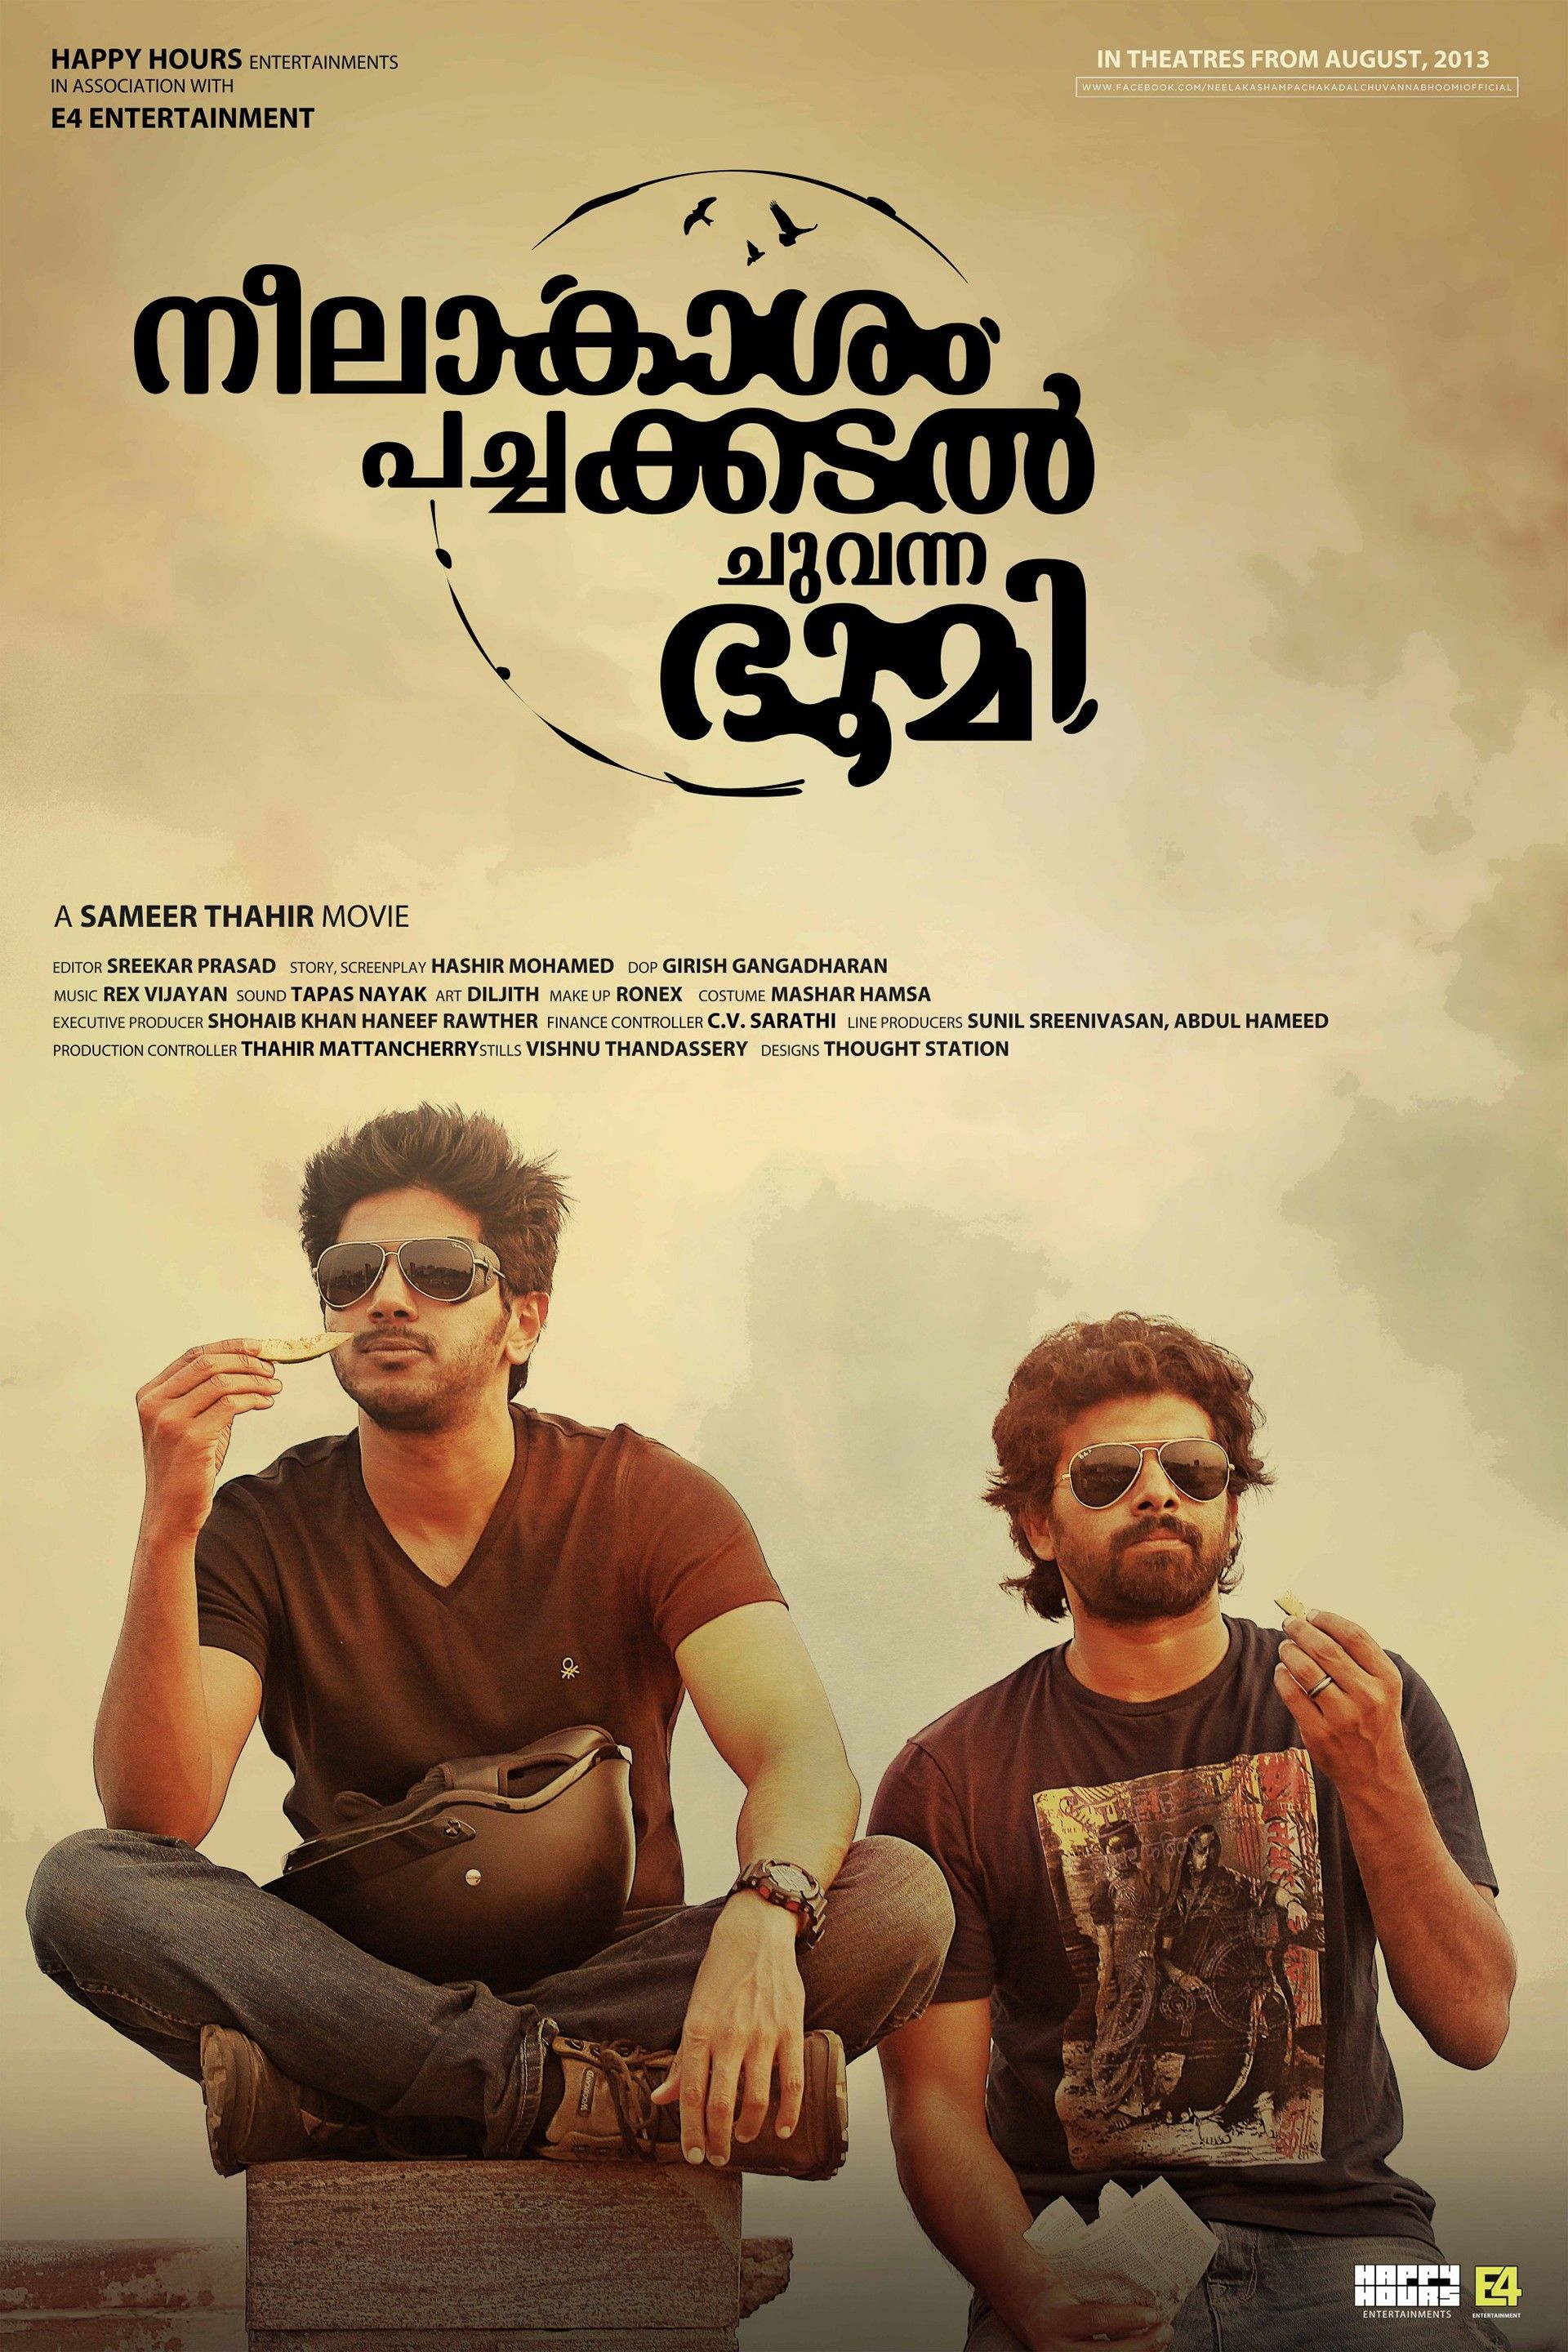 HAPPY HOURS ENTERTAINMENTS
IN ASSOCIATION WITH
E4 ENTERTAINMENT
IN THEATRES FROM AUGUST, 2013
WWW.FACEBOOK.COM/NEELAKASHAMPACHAKADALCHUVANNABHOOMIOFFICIAL
നീലാകാശം
പച്ചക്കടൽ
ചുവന്ന
ഭൂമി
A SAMEER THAHIR MOVIE
EDITOR SREEKAR PRASAD STORY, SCREENPLAY HASHIR MOHAMED DOP GIRISH GANGADHARAN
MUSIC REX VIJAYAN SOUND TAPAS NAYAK ART DILJITH MAKE UP RONEX COSTUME MASHAR HAMSA
EXECUTIVE PRODUCER SHOHAIB KHAN HANEEF RAWTHER FINANCE CONTROLLER C.V. SARATHI LINE PRODUCERS SUNIL SREENIVASAN, ABDUL HAMEED
PRODUCTION CONTROLLER THAHIR MATTANCHERRYSTILLS VISHNU THANDASSERY DESIGNS THOUGHT STATION
WOODLAND
HAPPY
HOURS
ENTERTAINMENTS
E4
ENTERTAINMENT